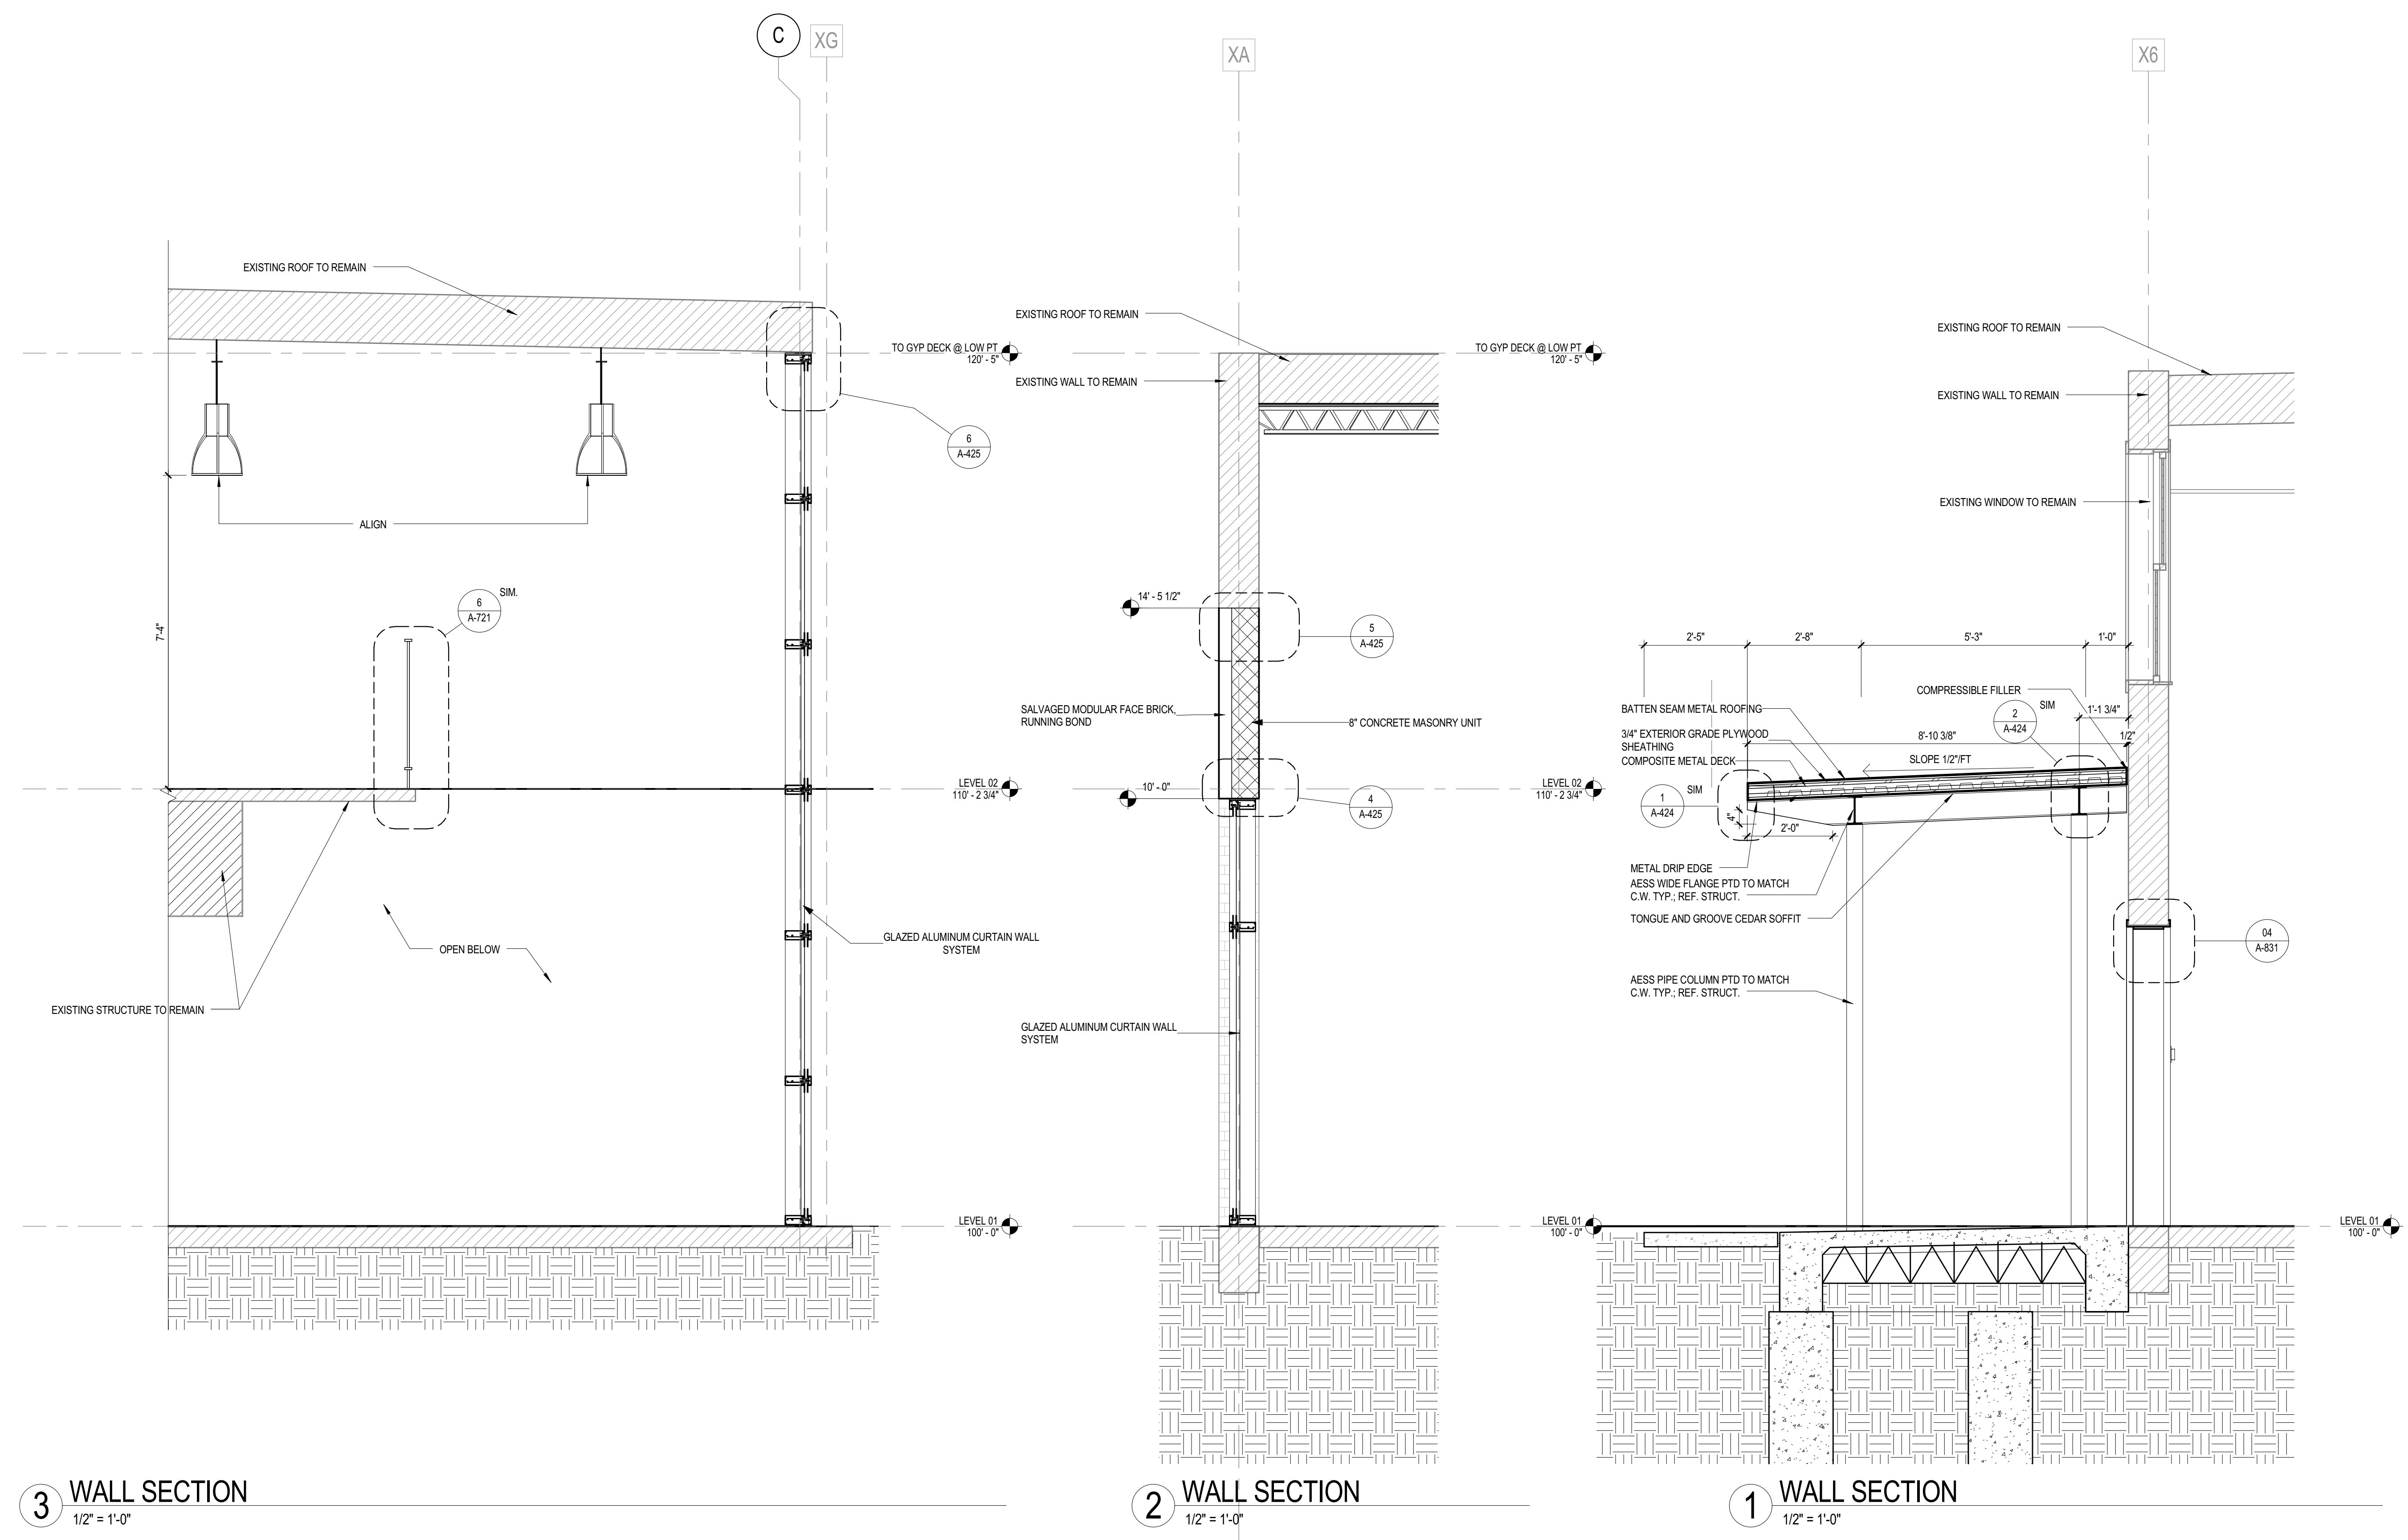 C
XG
EXISTING ROOF TO REMAIN
TO GYP DECK @ LOW PT
120' - 5"
6
A-425
ALIGN
7'-4"
6
A-721
SIM.
LEVEL 02
110' - 2 3/4"
OPEN BELOW
GLAZED ALUMINUM CURTAIN WALL
SYSTEM
EXISTING STRUCTURE TO REMAIN
LEVEL 01
100' - 0"
3
WALL SECTION
1/2" = 1'-0"
XA
EXISTING ROOF TO REMAIN
TO GYP DECK @ LOW PT
120' - 5"
EXISTING WALL TO REMAIN
14' - 5 1/2"
5
A-425
SALVAGED MODULAR FACE BRICK,
RUNNING BOND
8" CONCRETE MASONRY UNIT
10' - 0"
LEVEL 02
110' - 2 3/4"
4
A-425
GLAZED ALUMINUM CURTAIN WALL
SYSTEM
LEVEL 01
100' - 0"
2
WALL SECTION
1/2" = 1'-0"
X6
EXISTING ROOF TO REMAIN
EXISTING WALL TO REMAIN
EXISTING WINDOW TO REMAIN
2'-5"
2'-8"
5'-3"
1'-0"
COMPRESSIBLE FILLER
BATTEN SEAM METAL ROOFING
2
A-424
SIM
1'-1 3/4"
3/4" EXTERIOR GRADE PLYWOOD
SHEATHING
8'-10 3/8"
1/2"
COMPOSITE METAL DECK
SLOPE 1/2"/FT
1
A-424
SIM
4"
2'-0"
METAL DRIP EDGE
AESS WIDE FLANGE PTD TO MATCH
C.W. TYP.; REF. STRUCT.
TONGUE AND GROOVE CEDAR SOFFIT
04
A-831
AESS PIPE COLUMN PTD TO MATCH
C.W. TYP.; REF. STRUCT.
LEVEL 01
100' - 0"
1
WALL SECTION
1/2" = 1'-0"